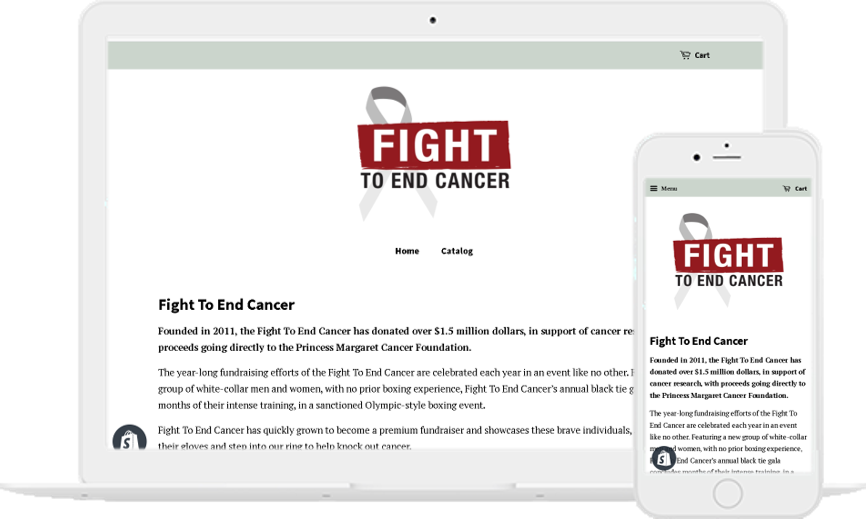 Cart
FIGHT
TO END CANCER
Home Catalog
Fight To End Cancer
Founded in 2011, the Fight To End Cancer has donated over $1.5 million dollars, in support of cancer
proceeds going directly to the Princess Margaret Cancer Foundation.
The year-long fundraising efforts of the Fight To End Cancer are celebrated each year in an event like no other.
group of white-collar men and women, with no prior boxing experience, Fight To End Cancer's annual black tie
months of their intense training, in a sanctioned Olympic-style boxing event.
Fight To End Cancer has quickly grown to become a premium fundraiser and showcases these brave individuals,
their gloves and step into our ring to help knock out cancer.
Menu Cart
FIGHT
TO END CANCER
Fight To End Cancer
Founded in 2011, the Fight To End Cancer has
donated over $1.5 million dollars, in support of
cancer research, with proceeds going directly to
the Princess Margaret Cancer Foundation.
The year-long fundraising efforts of the Fight To
End Cancer are celebrated each year in an event
like no other. Featuring a new group of white-collar
men and women, with no prior boxing experience,
End Cancer's annual black tie gala
concludes months of their intense training, in a